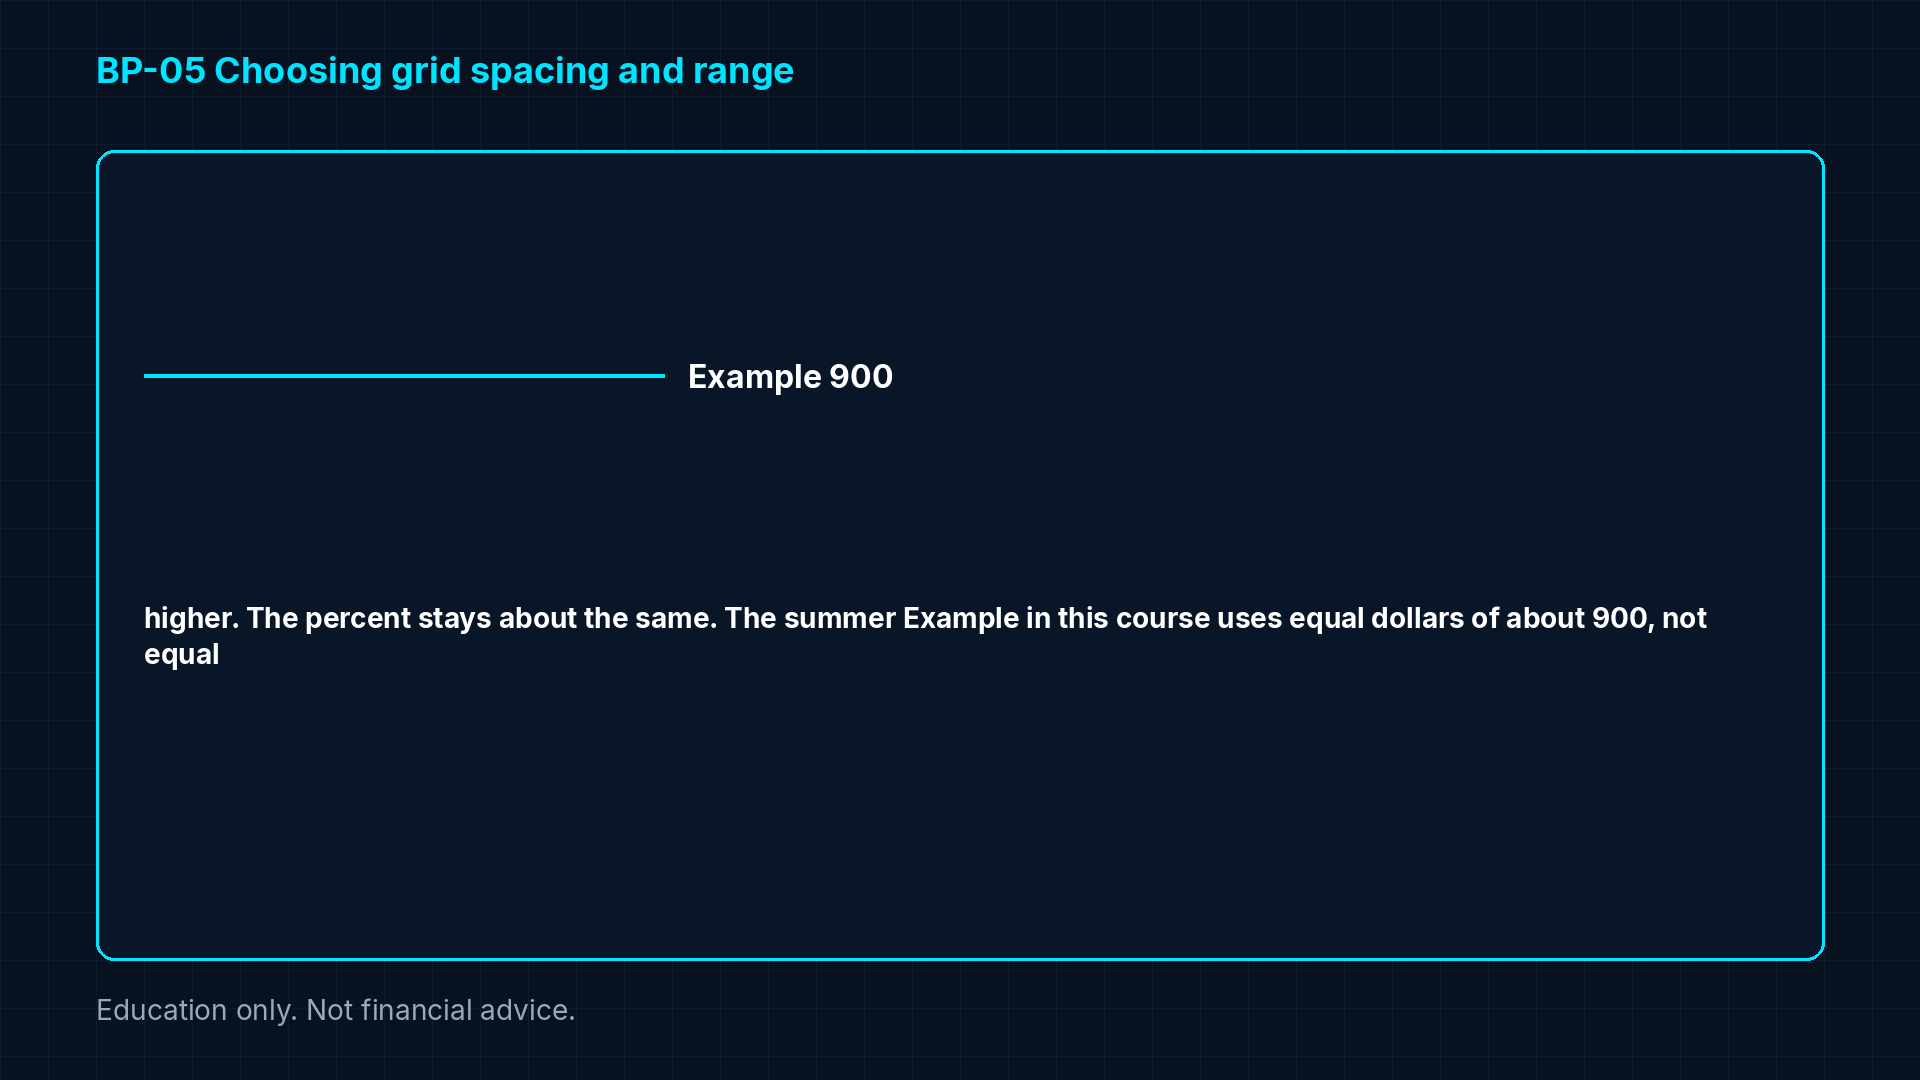 BP-05 Choosing grid spacing and range
Example 900
higher. The percent stays about the same. The summer Example in this course uses equal dollars of about 900, not
equal
Education only. Not financial advice.